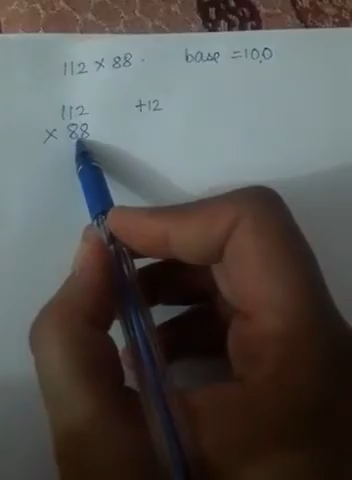 112 × 88 . base = 100
112 +12
× 88